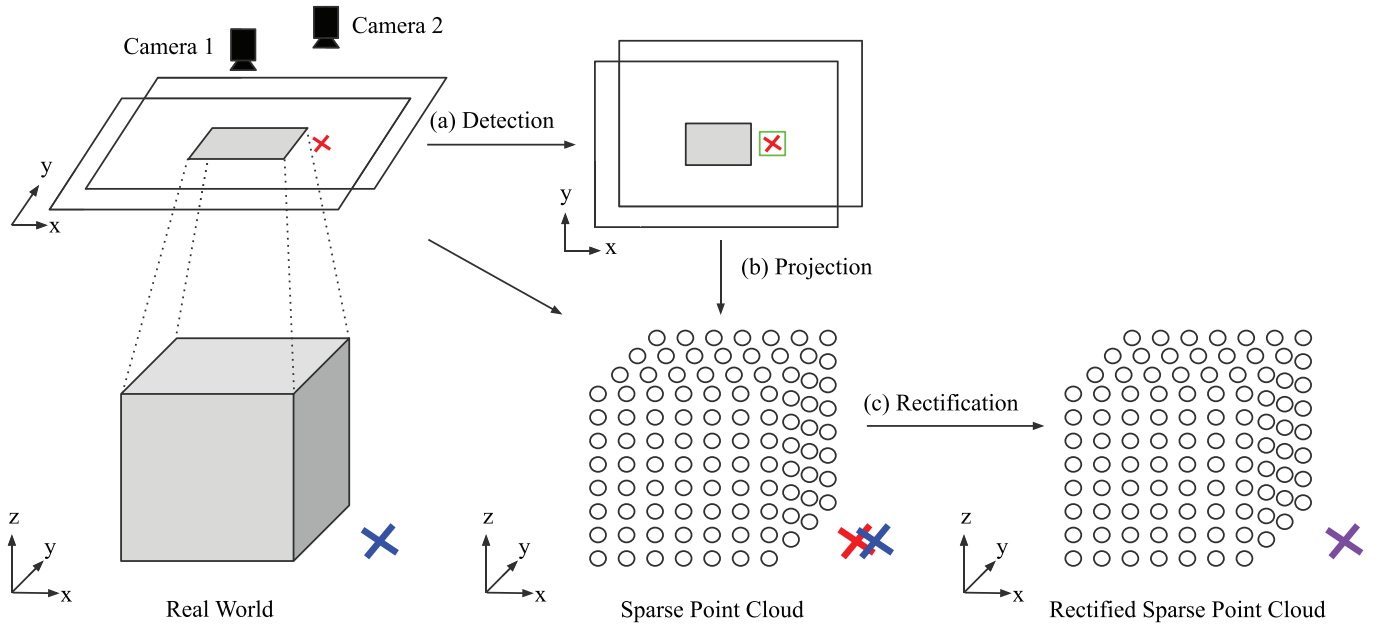 Camera 1
Camera 2
(a) Detection
y
x
y
x
(b) Projection
(c) Rectification
z
y
x
z
y
x
z
y
x
Real World
Sparse Point Cloud
Rectified Sparse Point Cloud